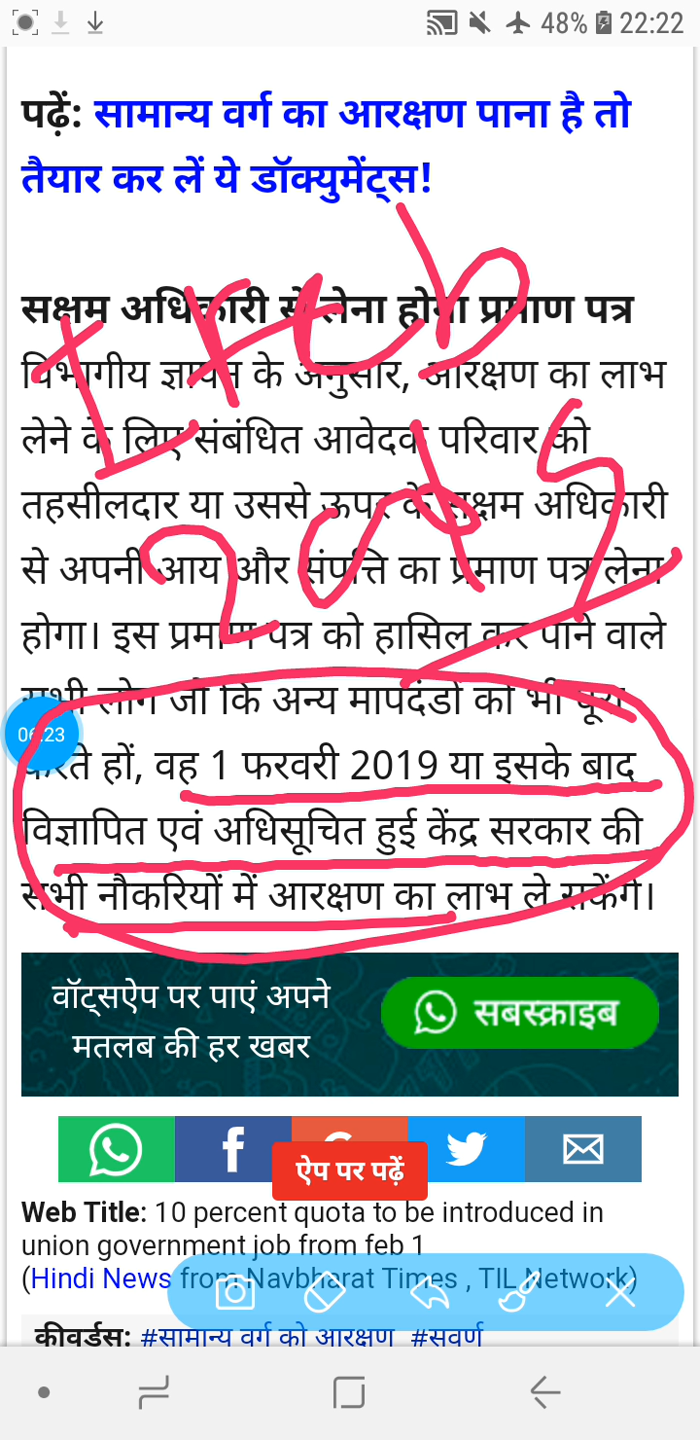 48% 22:22
पढ़ें: सामान्य वर्ग का आरक्षण पाना है तो
तैयार कर लें ये डॉक्युमेंट्स!
सक्षम अधिकारी से लेना होगा प्रमाण पत्र
विभागीय ज्ञापन के अनुसार, आरक्षण का लाभ
लेने के लिए संबंधित आवेदक परिवार को
तहसीलदार या उससे ऊपर के सक्षम अधिकारी
से अपनी आय और संपत्ति का प्रमाण पत्र लेना
होगा। इस प्रमाण पत्र को हासिल कर पाने वाले
सभी लोग जो कि अन्य मापदंडों को भी पूरा
06:23
करते हों, वह 1 फरवरी 2019 या इसके बाद
विज्ञापित एवं अधिसूचित हुई केंद्र सरकार की
सभी नौकरियों में आरक्षण का लाभ ले सकेंगे।
वॉट्सऐप पर पाएं अपने
मतलब की हर खबर
सबस्क्राइब
ऐप पर पढ़ें
Web Title: 10 percent quota to be introduced in
union government job from feb 1
(Hindi News from Navbharat Times , TIL Network)
कीवर्ड्स: #सामान्य वर्ग को आरक्षण #सवर्ण